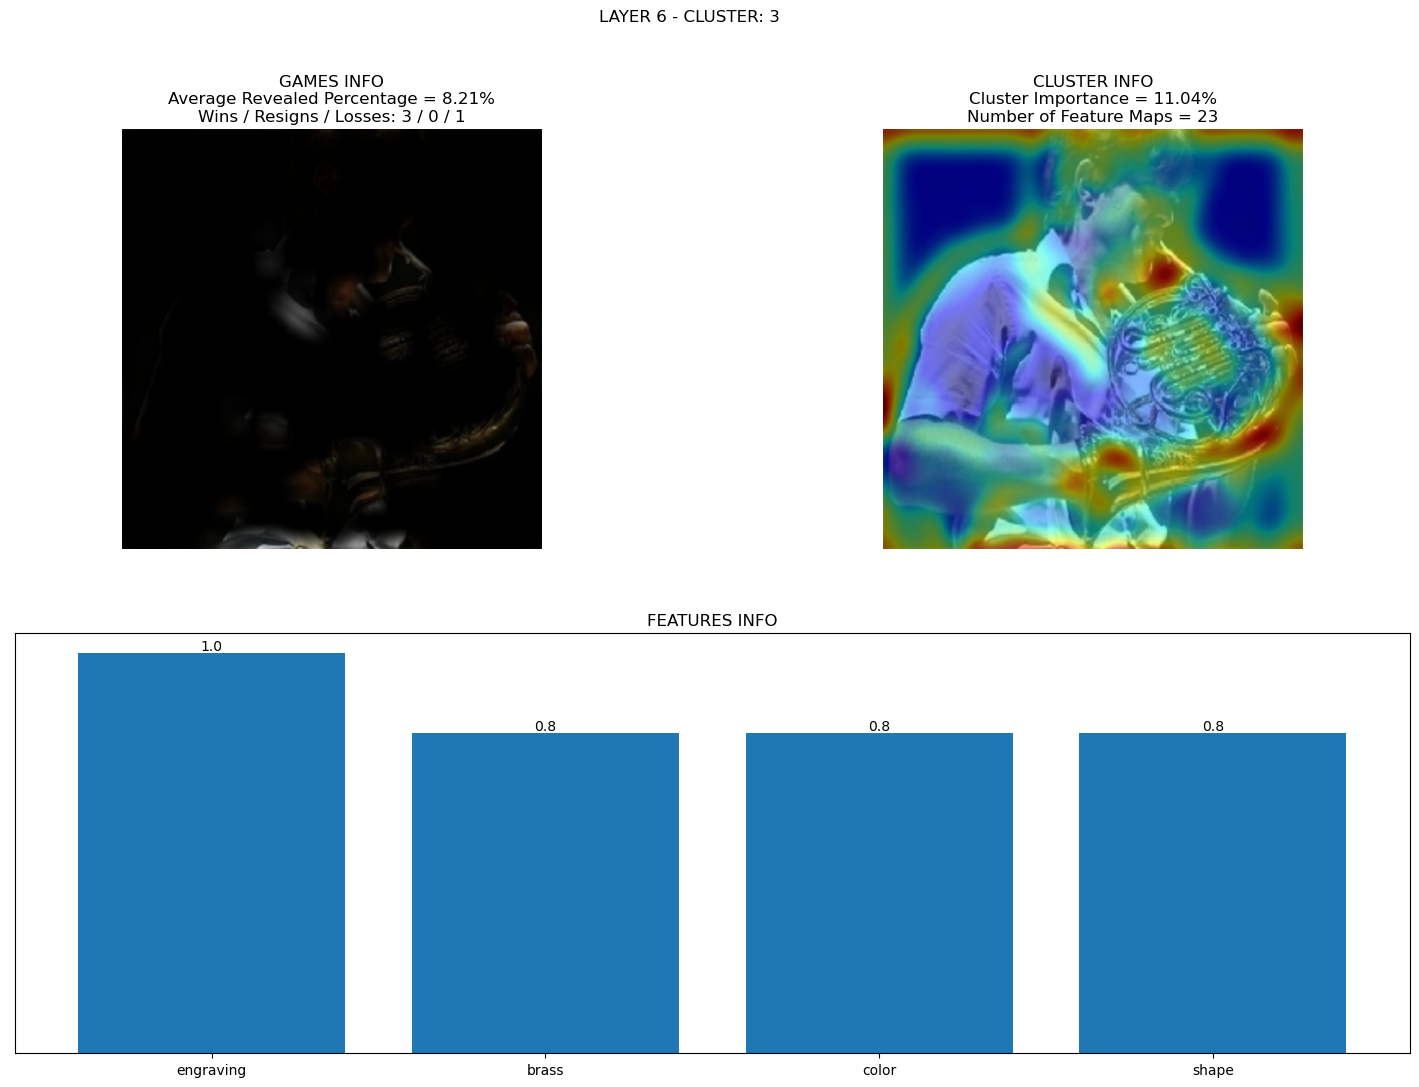 LAYER 6 - CLUSTER: 3
GAMES INFO
Average Revealed Percentage = 8.21%
Wins / Resigns / Losses: 3 / 0 / 1
CLUSTER INFO
Cluster Importance = 11.04%
Number of Feature Maps = 23
FEATURES INFO
1.0
0.8
0.8
0.8
engraving
brass
color
shape